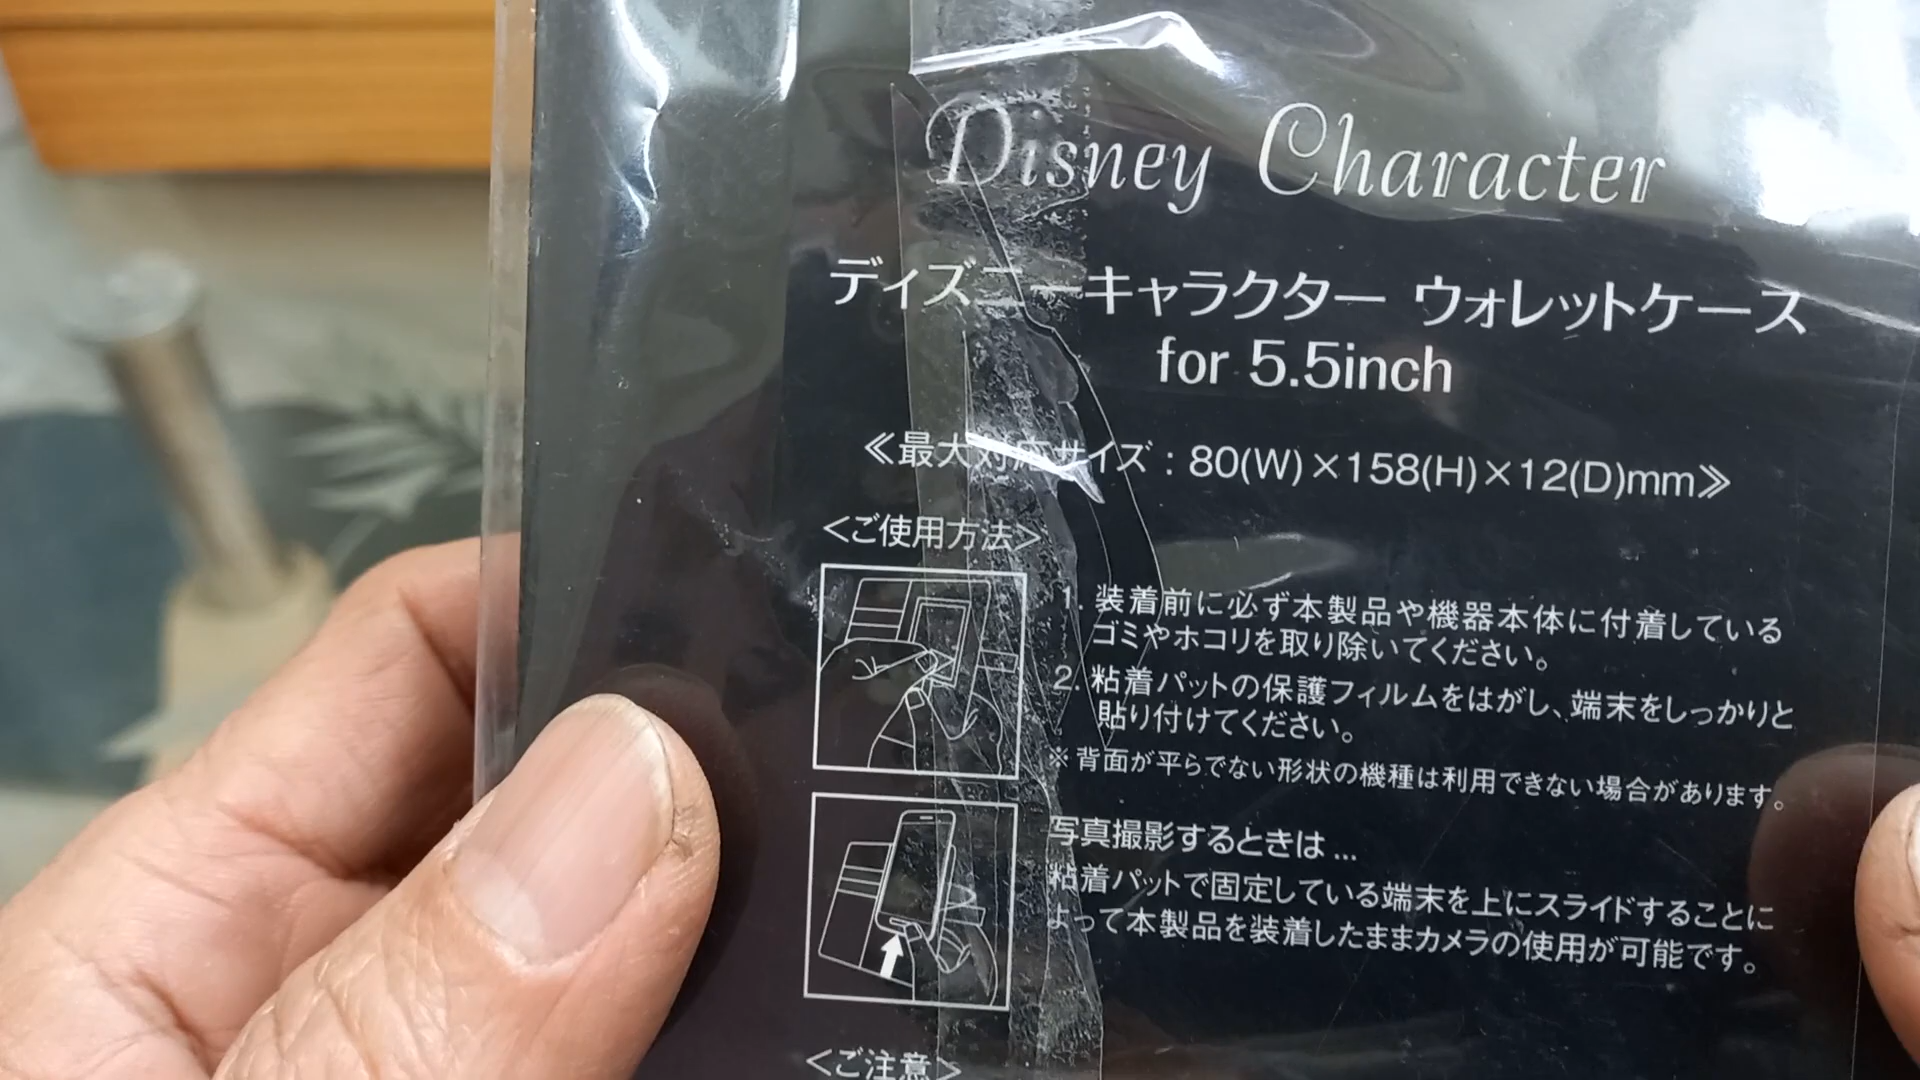 Disney Character
ディズニーキャラクター ウォレットケース
for 5.5inch
≪最大対応サイズ：80(W)×158(H)×12(D)mm≫
＜ご使用方法＞
1. 装着前に必ず本製品や機器本体に付着している
ゴミやホコリを取り除いてください。
2. 粘着パットの保護フィルムをはがし、端末をしっかりと
貼り付けてください。
※ 背面が平らでない形状の機種は利用できない場合があります。
写真撮影するときは...
粘着パットで固定している端末を上にスライドすることに
よって本製品を装着したままカメラの使用が可能です。
＜ご注意＞